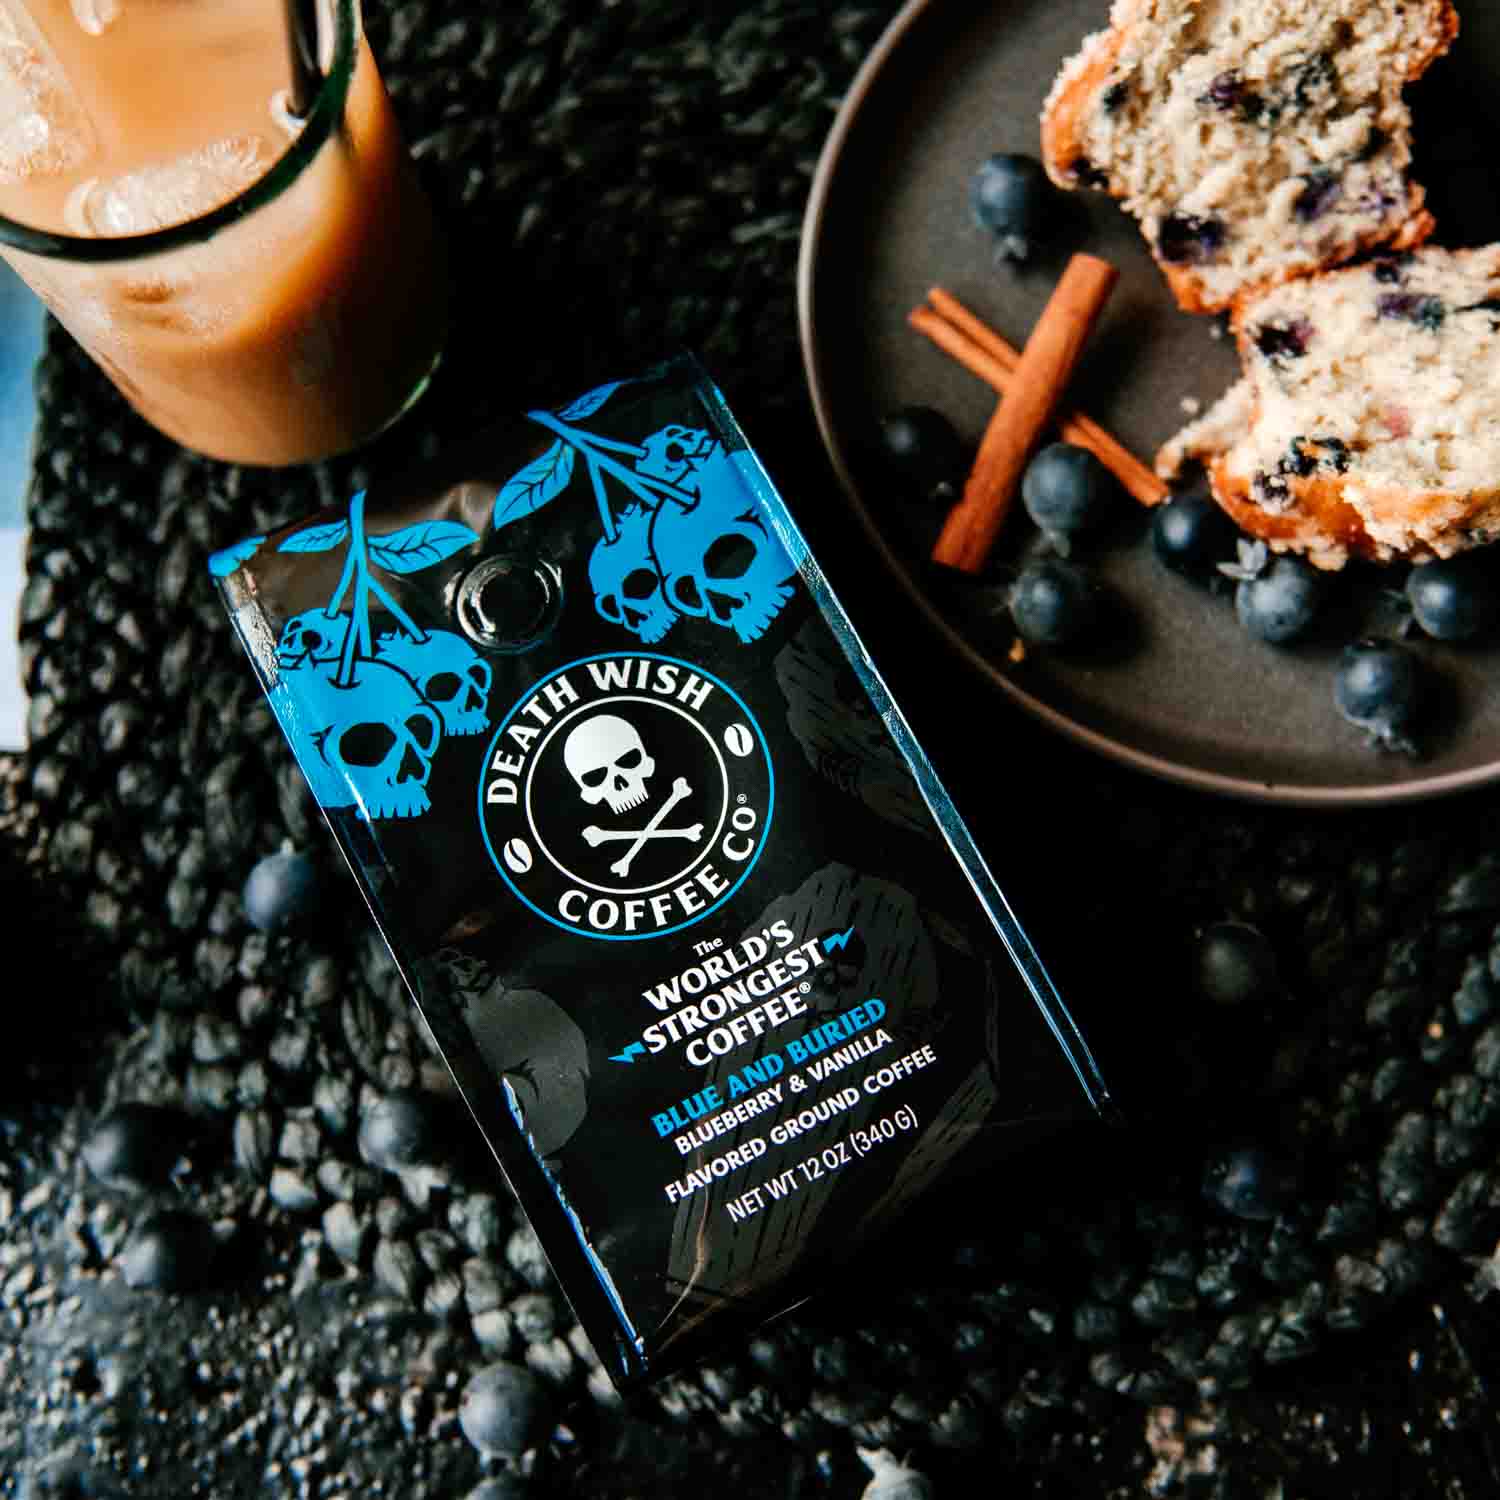 DEATH WISH
COFFEE CO®
The
WORLD'S
STRONGEST
COFFEE®
BLUE AND BURIED
BLUEBERRY & VANILLA
FLAVORED GROUND COFFEE
NET WT 12 OZ (340 G)